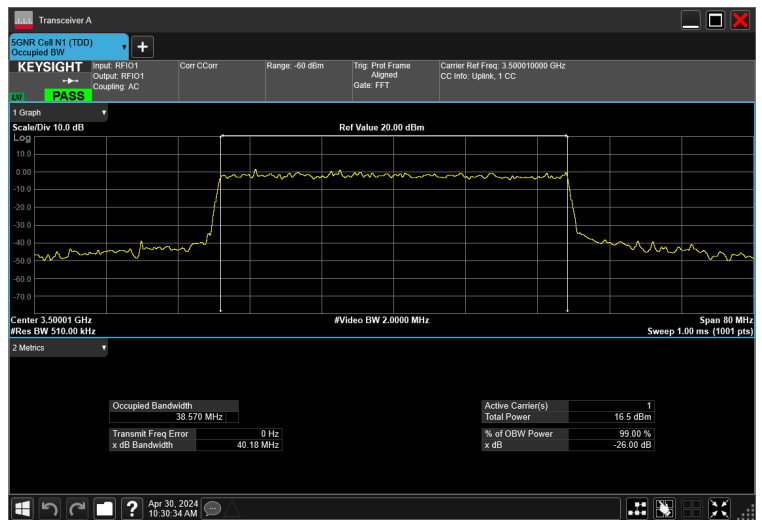 Transceiver A
5GNR Cell N1 (TDD)
Occupied BW
+
KEYSIGHT
Input: RFIO1
Output: RFIO1
Coupling: AC
Corr CCorr
Range: -60 dBm
Trig: Prot Frame
Aligned
Gate: FFT
Carrier Ref Freq: 3.500010000 GHz
CC Info: Uplink, 1 CC
LXI
PASS
1 Graph
Scale/Div 10.0 dB
Ref Value 20.00 dBm
Log
10.0
0.00
-10.0
-20.0
-30.0
-40.0
-50.0
-60.0
-70.0
Center 3.50001 GHz
#Video BW 2.0000 MHz
Span 80 MHz
#Res BW 510.00 kHz
Sweep 1.00 ms (1001 pts)
2 Metrics
Occupied Bandwidth
38.570 MHz
Active Carrier(s) 1
Total Power 16.5 dBm
Transmit Freq Error 0 Hz
x dB Bandwidth 40.18 MHz
% of OBW Power 99.00 %
x dB -26.00 dB
?
Apr 30, 2024
10:30:34 AM